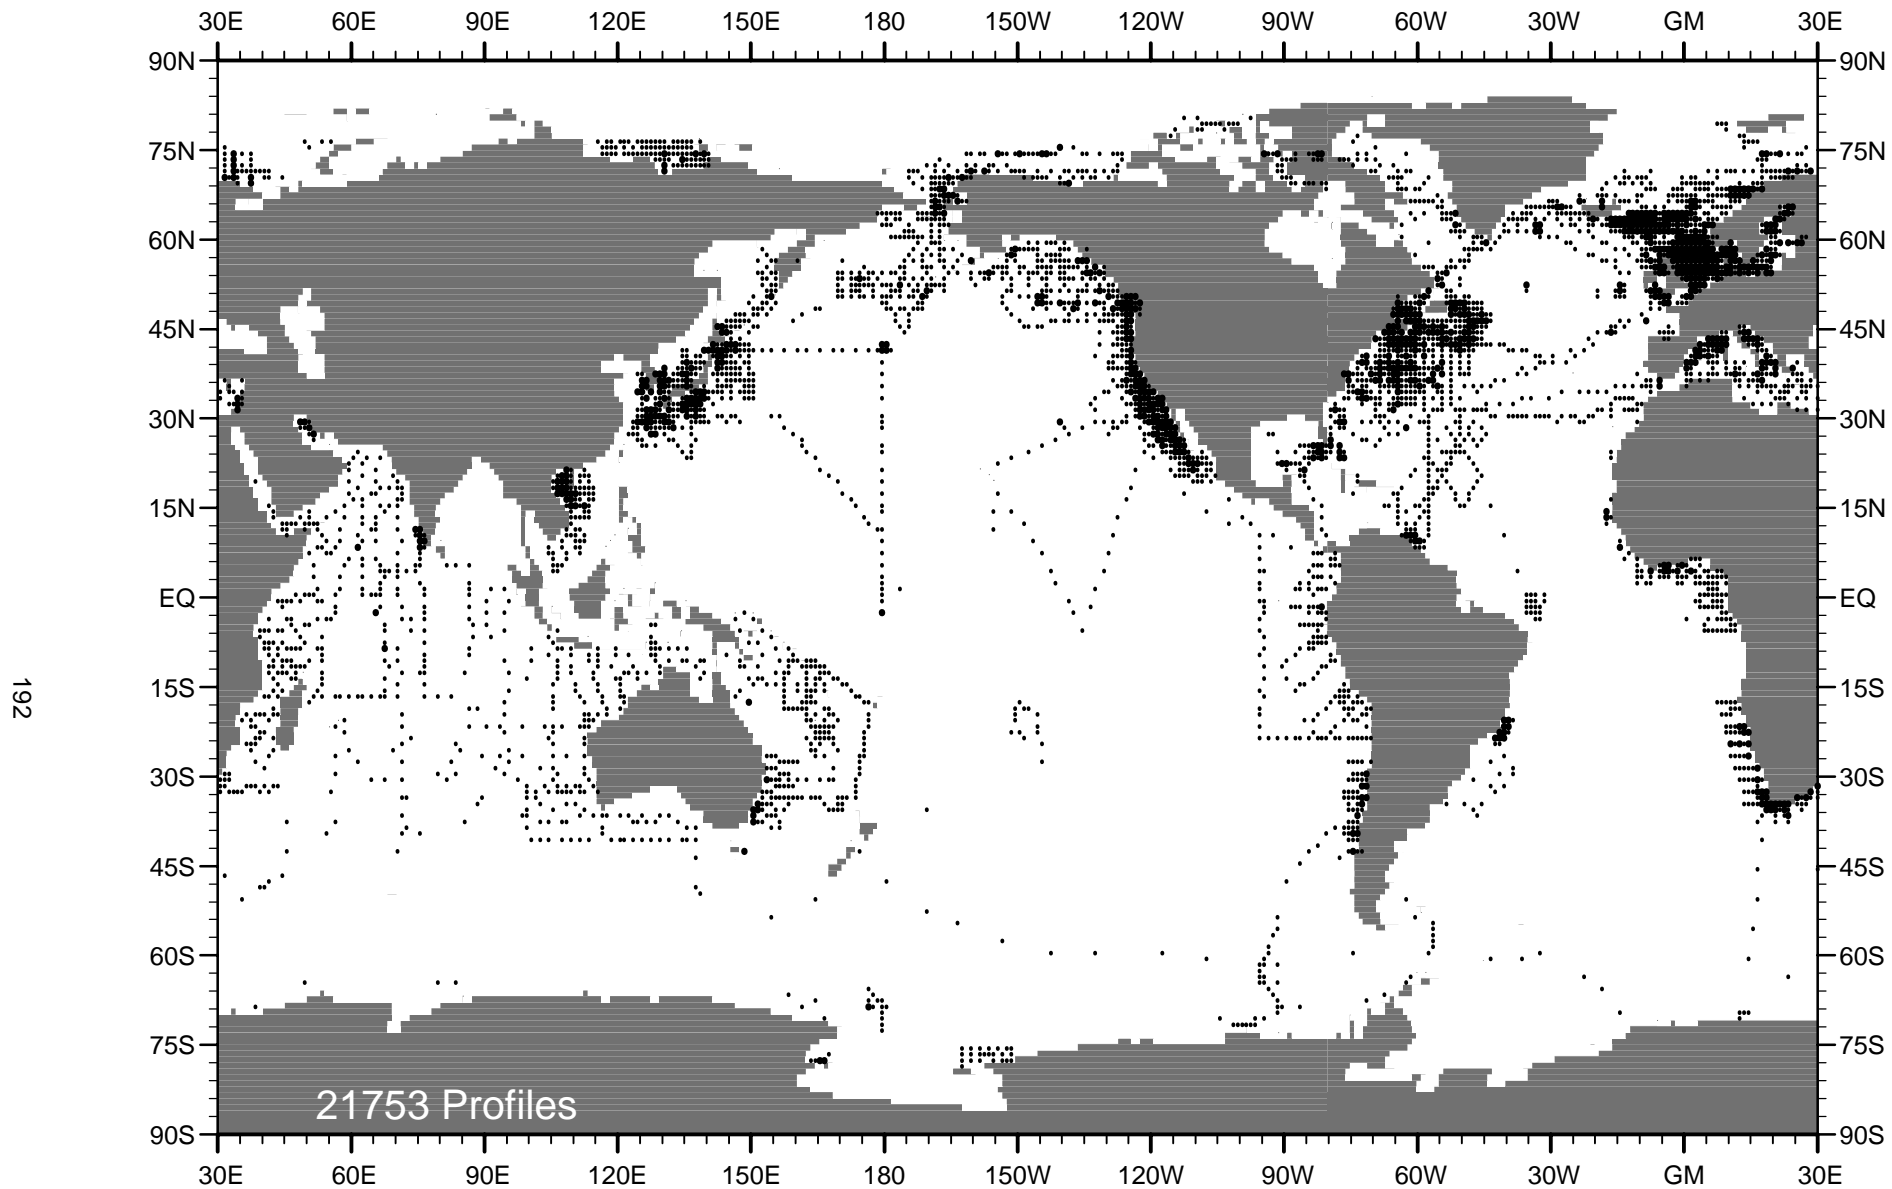 30E 60E 90E 120E 150E 180 150W 120W 90W 60W 30W GM 30E
90N 90N
75N 75N
60N 60N
45N 45N
30N 30N
15N 15N
EQ EQ
15S 15S
192
30S 30S
45S 45S
60S 60S
75S 75S
21753 Profiles
90S 90S
30E 60E 90E 120E 150E 180 150W 120W 90W 60W 30W GM 30E